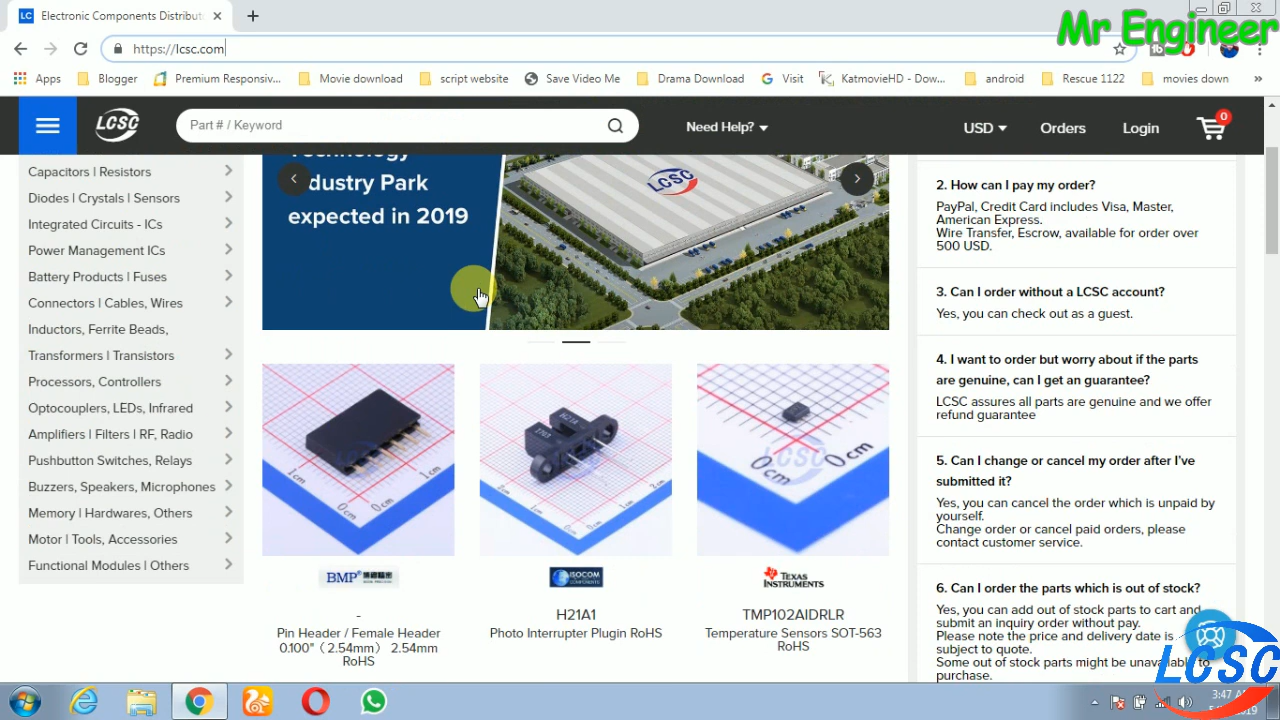 Electronic Components Distribut
Mr Engineer
https://lcsc.com
Apps
Blogger
Premium Responsiv...
Movie download
script website
Save Video Me
Drama Download
Visit
KatmovieHD - Dow...
android
Rescue 1122
movies down
»
LCSC
Part # / Keyword
Need Help?
USD
Orders
Login
0
Capacitors | Resistors
Diodes | Crystals | Sensors
Integrated Circuits - ICs
Power Management ICs
Battery Products | Fuses
Connectors | Cables, Wires
Inductors, Ferrite Beads,
Transformers | Transistors
Processors, Controllers
Optocouplers, LEDs, Infrared
Amplifiers | Filters | RF, Radio
Pushbutton Switches, Relays
Buzzers, Speakers, Microphones
Memory | Hardwares, Others
Motor | Tools, Accessories
Functional Modules | Others
Technology
Industry Park
expected in 2019
LCSC
BMP
-
Pin Header / Female Header
0.100"（2.54mm） 2.54mm
RoHS
ISOCOM
COMPONENTS
H21A1
Photo Interrupter Plugin RoHS
TEXAS
INSTRUMENTS
TMP102AIDRLR
Temperature Sensors SOT-563
RoHS
2. How can I pay my order?
PayPal, Credit Card includes Visa, Master,
American Express.
Wire Transfer, Escrow, available for order over
500 USD.
3. Can I order without a LCSC account?
Yes, you can check out as a guest.
4. I want to order but worry about if the parts
are genuine, can I get an guarantee?
LCSC assures all parts are genuine and we offer
refund guarantee
5. Can I change or cancel my order after I've
submitted it?
Yes, you can cancel the order which is unpaid by
yourself.
Change order or cancel paid orders, please
contact customer service.
6. Can I order the parts which is out of stock?
Yes, you can add out of stock parts to cart and
submit an inquiry order without pay.
Please note the price and delivery date is
subject to quote.
Some out of stock parts might be unavailable to
purchase.
LCSC
3:47 A